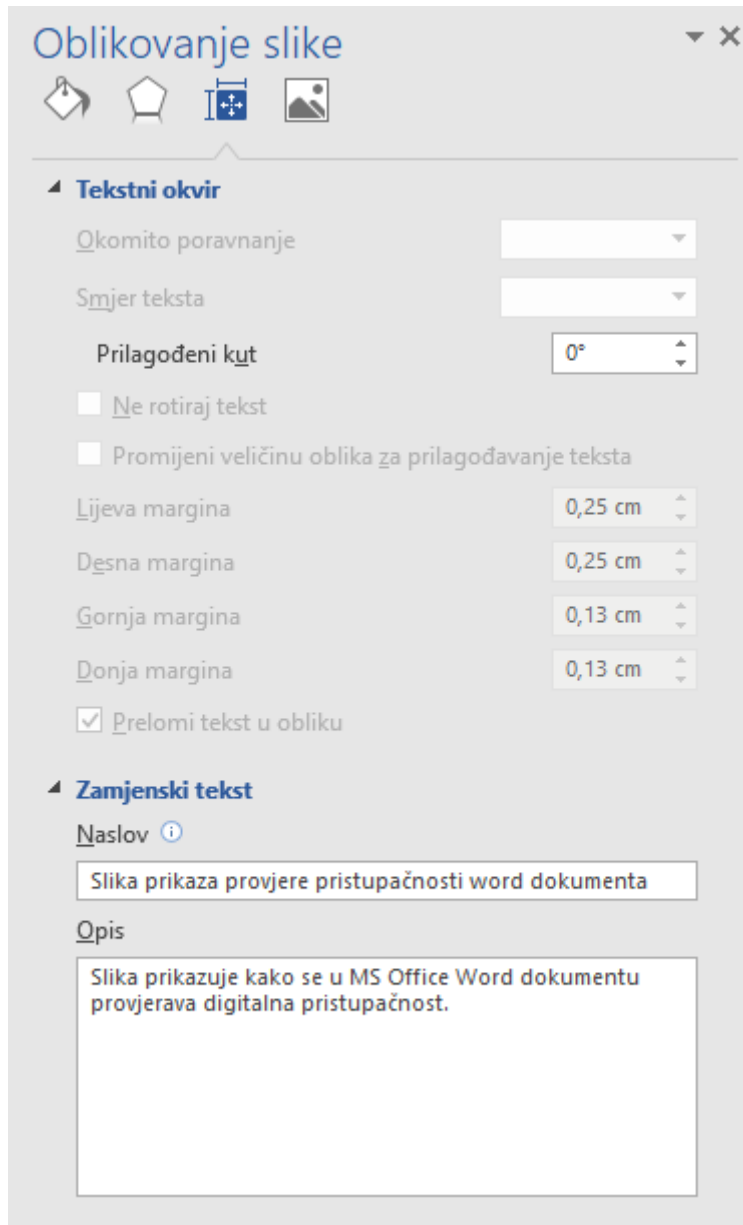 Oblikovanje slike
Tekstni okvir
Okomito poravnanje
Smjer teksta
Prilagođeni kut 0°
Ne rotiraj tekst
Promijeni veličinu oblika za prilagođavanje teksta
Lijeva margina 0,25 cm
Desna margina 0,25 cm
Gornja margina 0,13 cm
Donja margina 0,13 cm
Prelomi tekst u obliku
Zamjenski tekst
Naslov
Slika prikaza provjere pristupačnosti word dokumenta
Opis
Slika prikazuje kako se u MS Office Word dokumentu
provjerava digitalna pristupačnost.